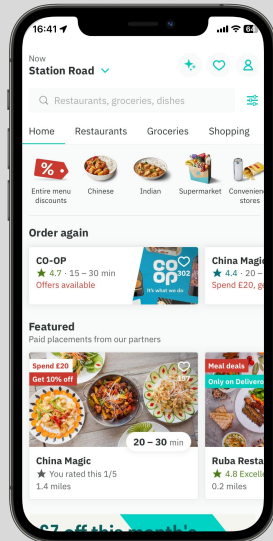 16:41
64
Now
Station Road
Restaurants, groceries, dishes
Home Restaurants Groceries Shopping
Entire menu discounts
Chinese
Indian
Supermarket
Convenience stores
Order again
CO-OP
4.7 · 15 – 30 min
Offers available
CO
OP
It's what we do
302
China Magic
4.4 · 20 –
Spend £20, ge
Featured
Paid placements from our partners
Spend £20
Get 10% off
197
20 – 30 min
China Magic
You rated this 1/5
1.4 miles
Meal deals
Only on Deliveroo
Ruba Resta
4.8 Excelle
0.2 miles
£7 off this month's